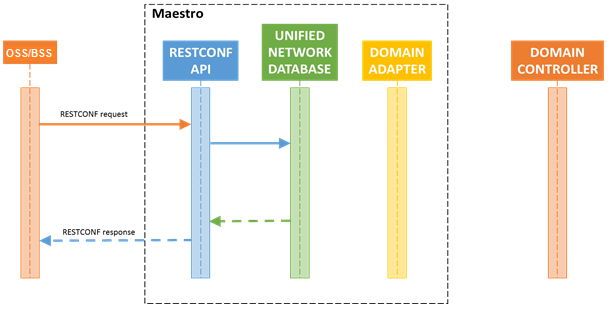 Maestro
OSS/BSS
RESTCONF
API
UNIFIED
NETWORK
DATABASE
DOMAIN
ADAPTER
DOMAIN
CONTROLLER
RESTCONF request
RESTCONF response